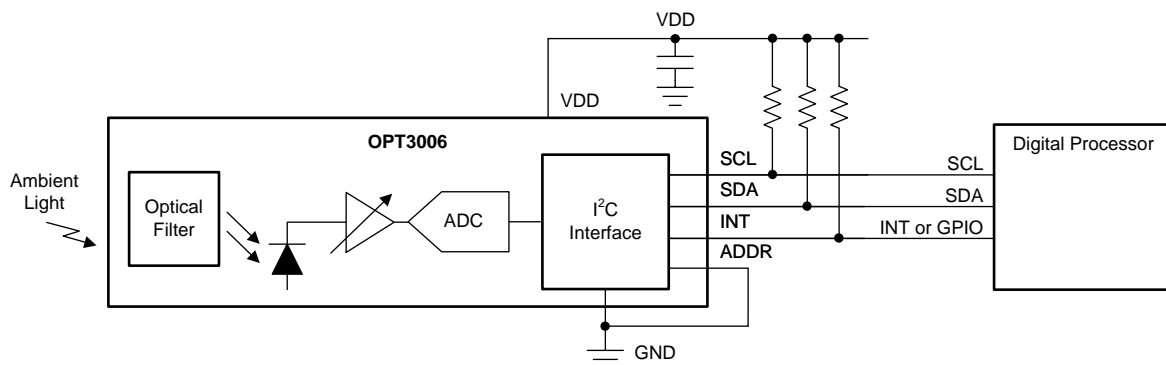 VDD
VDD
OPT3006
Ambient
Light
Optical
Filter
ADC
I²C
Interface
SCL
SDA
INT
ADDR
GND
Digital Processor
SCL
SDA
INT or GPIO